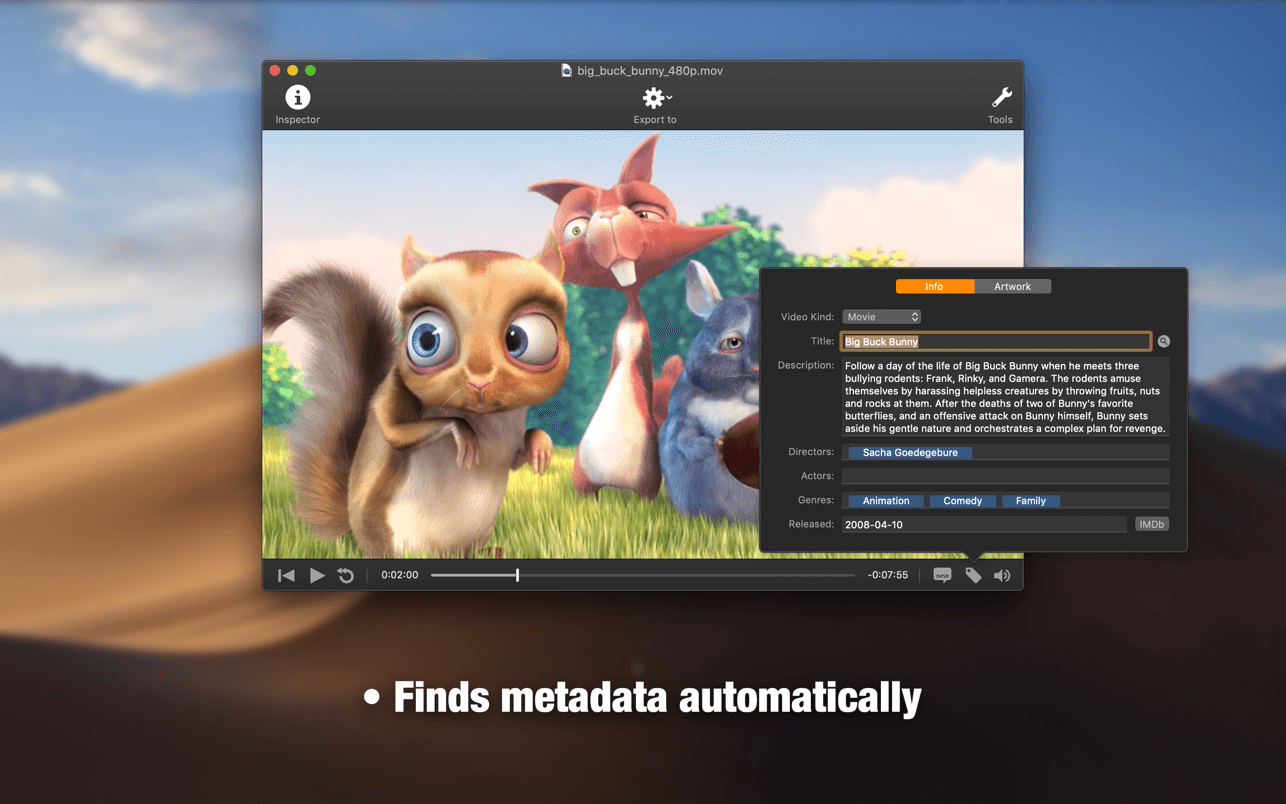 big_buck_bunny_480p.mov
Inspector
Export to
Tools
Info
Artwork
Video Kind: Movie
Title: Big Buck Bunny
Description: Follow a day of the life of Big Buck Bunny when he meets three
bullying rodents: Frank, Rinky, and Gamera. The rodents amuse
themselves by harassing helpless creatures by throwing fruits, nuts
and rocks at them. After the deaths of two of Bunny's favorite
butterflies, and an offensive attack on Bunny himself, Bunny sets
aside his gentle nature and orchestrates a complex plan for revenge.
Directors: Sacha Goedegebure
Actors:
Genres: Animation Comedy Family
Released: 2008-04-10 IMDb
0:02:00 -0:07:55
• Finds metadata automatically